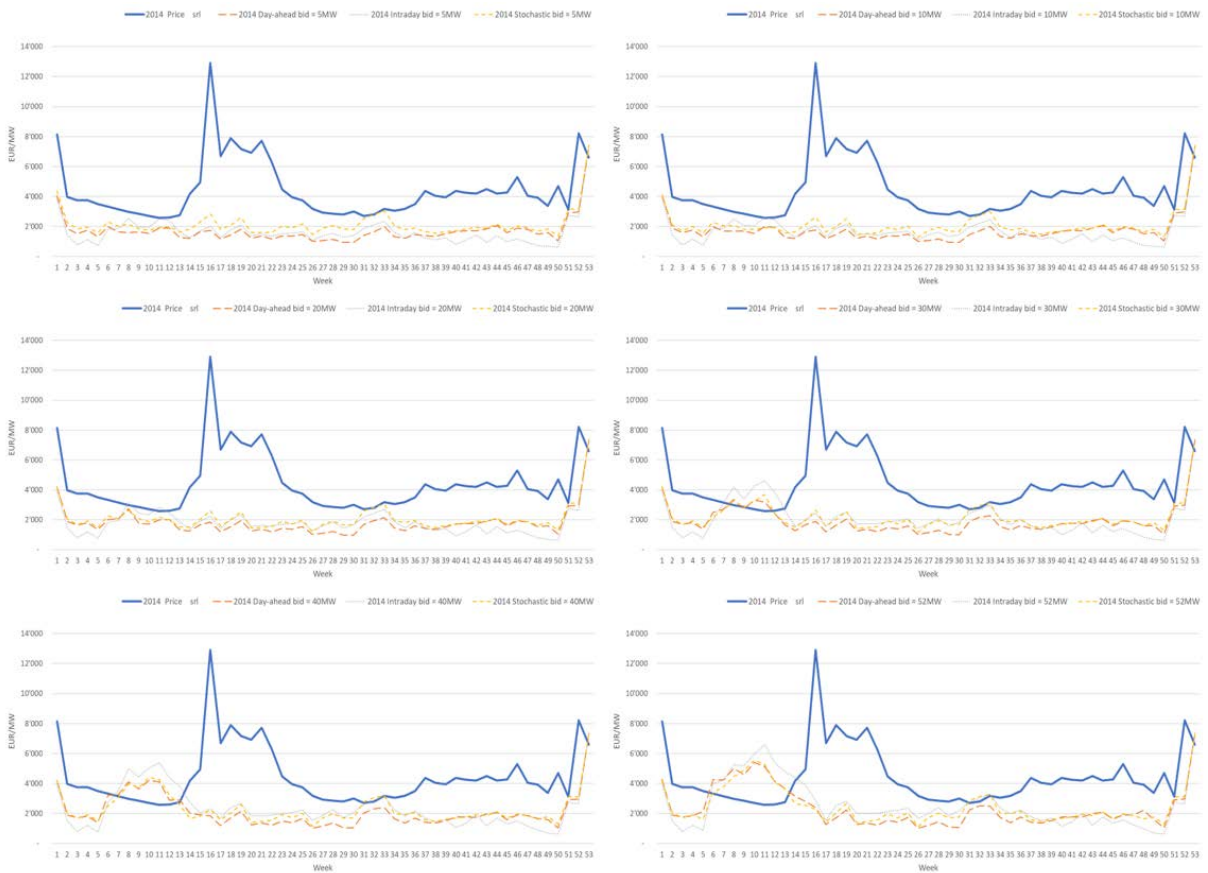 2014 Price srl 2014 Day-ahead bid = 5MW 2014 Intraday bid = 5MW 2014 Stochastic bid = 5MW
14'000
12'000
10'000
8'000
6'000
4'000
2'000
-
EUR/MW
1 2 3 4 5 6 7 8 9 10 11 12 13 14 15 16 17 18 19 20 21 22 23 24 25 26 27 28 29 30 31 32 33 34 35 36 37 38 39 40 41 42 43 44 45 46 47 48 49 50 51 52 53
Week
2014 Price srl 2014 Day-ahead bid = 10MW 2014 Intraday bid = 10MW 2014 Stochastic bid = 10MW
14'000
12'000
10'000
8'000
6'000
4'000
2'000
-
EUR/MW
1 2 3 4 5 6 7 8 9 10 11 12 13 14 15 16 17 18 19 20 21 22 23 24 25 26 27 28 29 30 31 32 33 34 35 36 37 38 39 40 41 42 43 44 45 46 47 48 49 50 51 52 53
Week
2014 Price srl 2014 Day-ahead bid = 20MW 2014 Intraday bid = 20MW 2014 Stochastic bid = 20MW
14'000
12'000
10'000
8'000
6'000
4'000
2'000
-
EUR/MW
1 2 3 4 5 6 7 8 9 10 11 12 13 14 15 16 17 18 19 20 21 22 23 24 25 26 27 28 29 30 31 32 33 34 35 36 37 38 39 40 41 42 43 44 45 46 47 48 49 50 51 52 53
Week
2014 Price srl 2014 Day-ahead bid = 30MW 2014 Intraday bid = 30MW 2014 Stochastic bid = 30MW
14'000
12'000
10'000
8'000
6'000
4'000
2'000
-
EUR/MW
1 2 3 4 5 6 7 8 9 10 11 12 13 14 15 16 17 18 19 20 21 22 23 24 25 26 27 28 29 30 31 32 33 34 35 36 37 38 39 40 41 42 43 44 45 46 47 48 49 50 51 52 53
Week
2014 Price srl 2014 Day-ahead bid = 40MW 2014 Intraday bid = 40MW 2014 Stochastic bid = 40MW
14'000
12'000
10'000
8'000
6'000
4'000
2'000
-
EUR/MW
1 2 3 4 5 6 7 8 9 10 11 12 13 14 15 16 17 18 19 20 21 22 23 24 25 26 27 28 29 30 31 32 33 34 35 36 37 38 39 40 41 42 43 44 45 46 47 48 49 50 51 52 53
Week
2014 Price srl 2014 Day-ahead bid = 52MW 2014 Intraday bid = 52MW 2014 Stochastic bid = 52MW
14'000
12'000
10'000
8'000
6'000
4'000
2'000
-
EUR/MW
1 2 3 4 5 6 7 8 9 10 11 12 13 14 15 16 17 18 19 20 21 22 23 24 25 26 27 28 29 30 31 32 33 34 35 36 37 38 39 40 41 42 43 44 45 46 47 48 49 50 51 52 53
Week